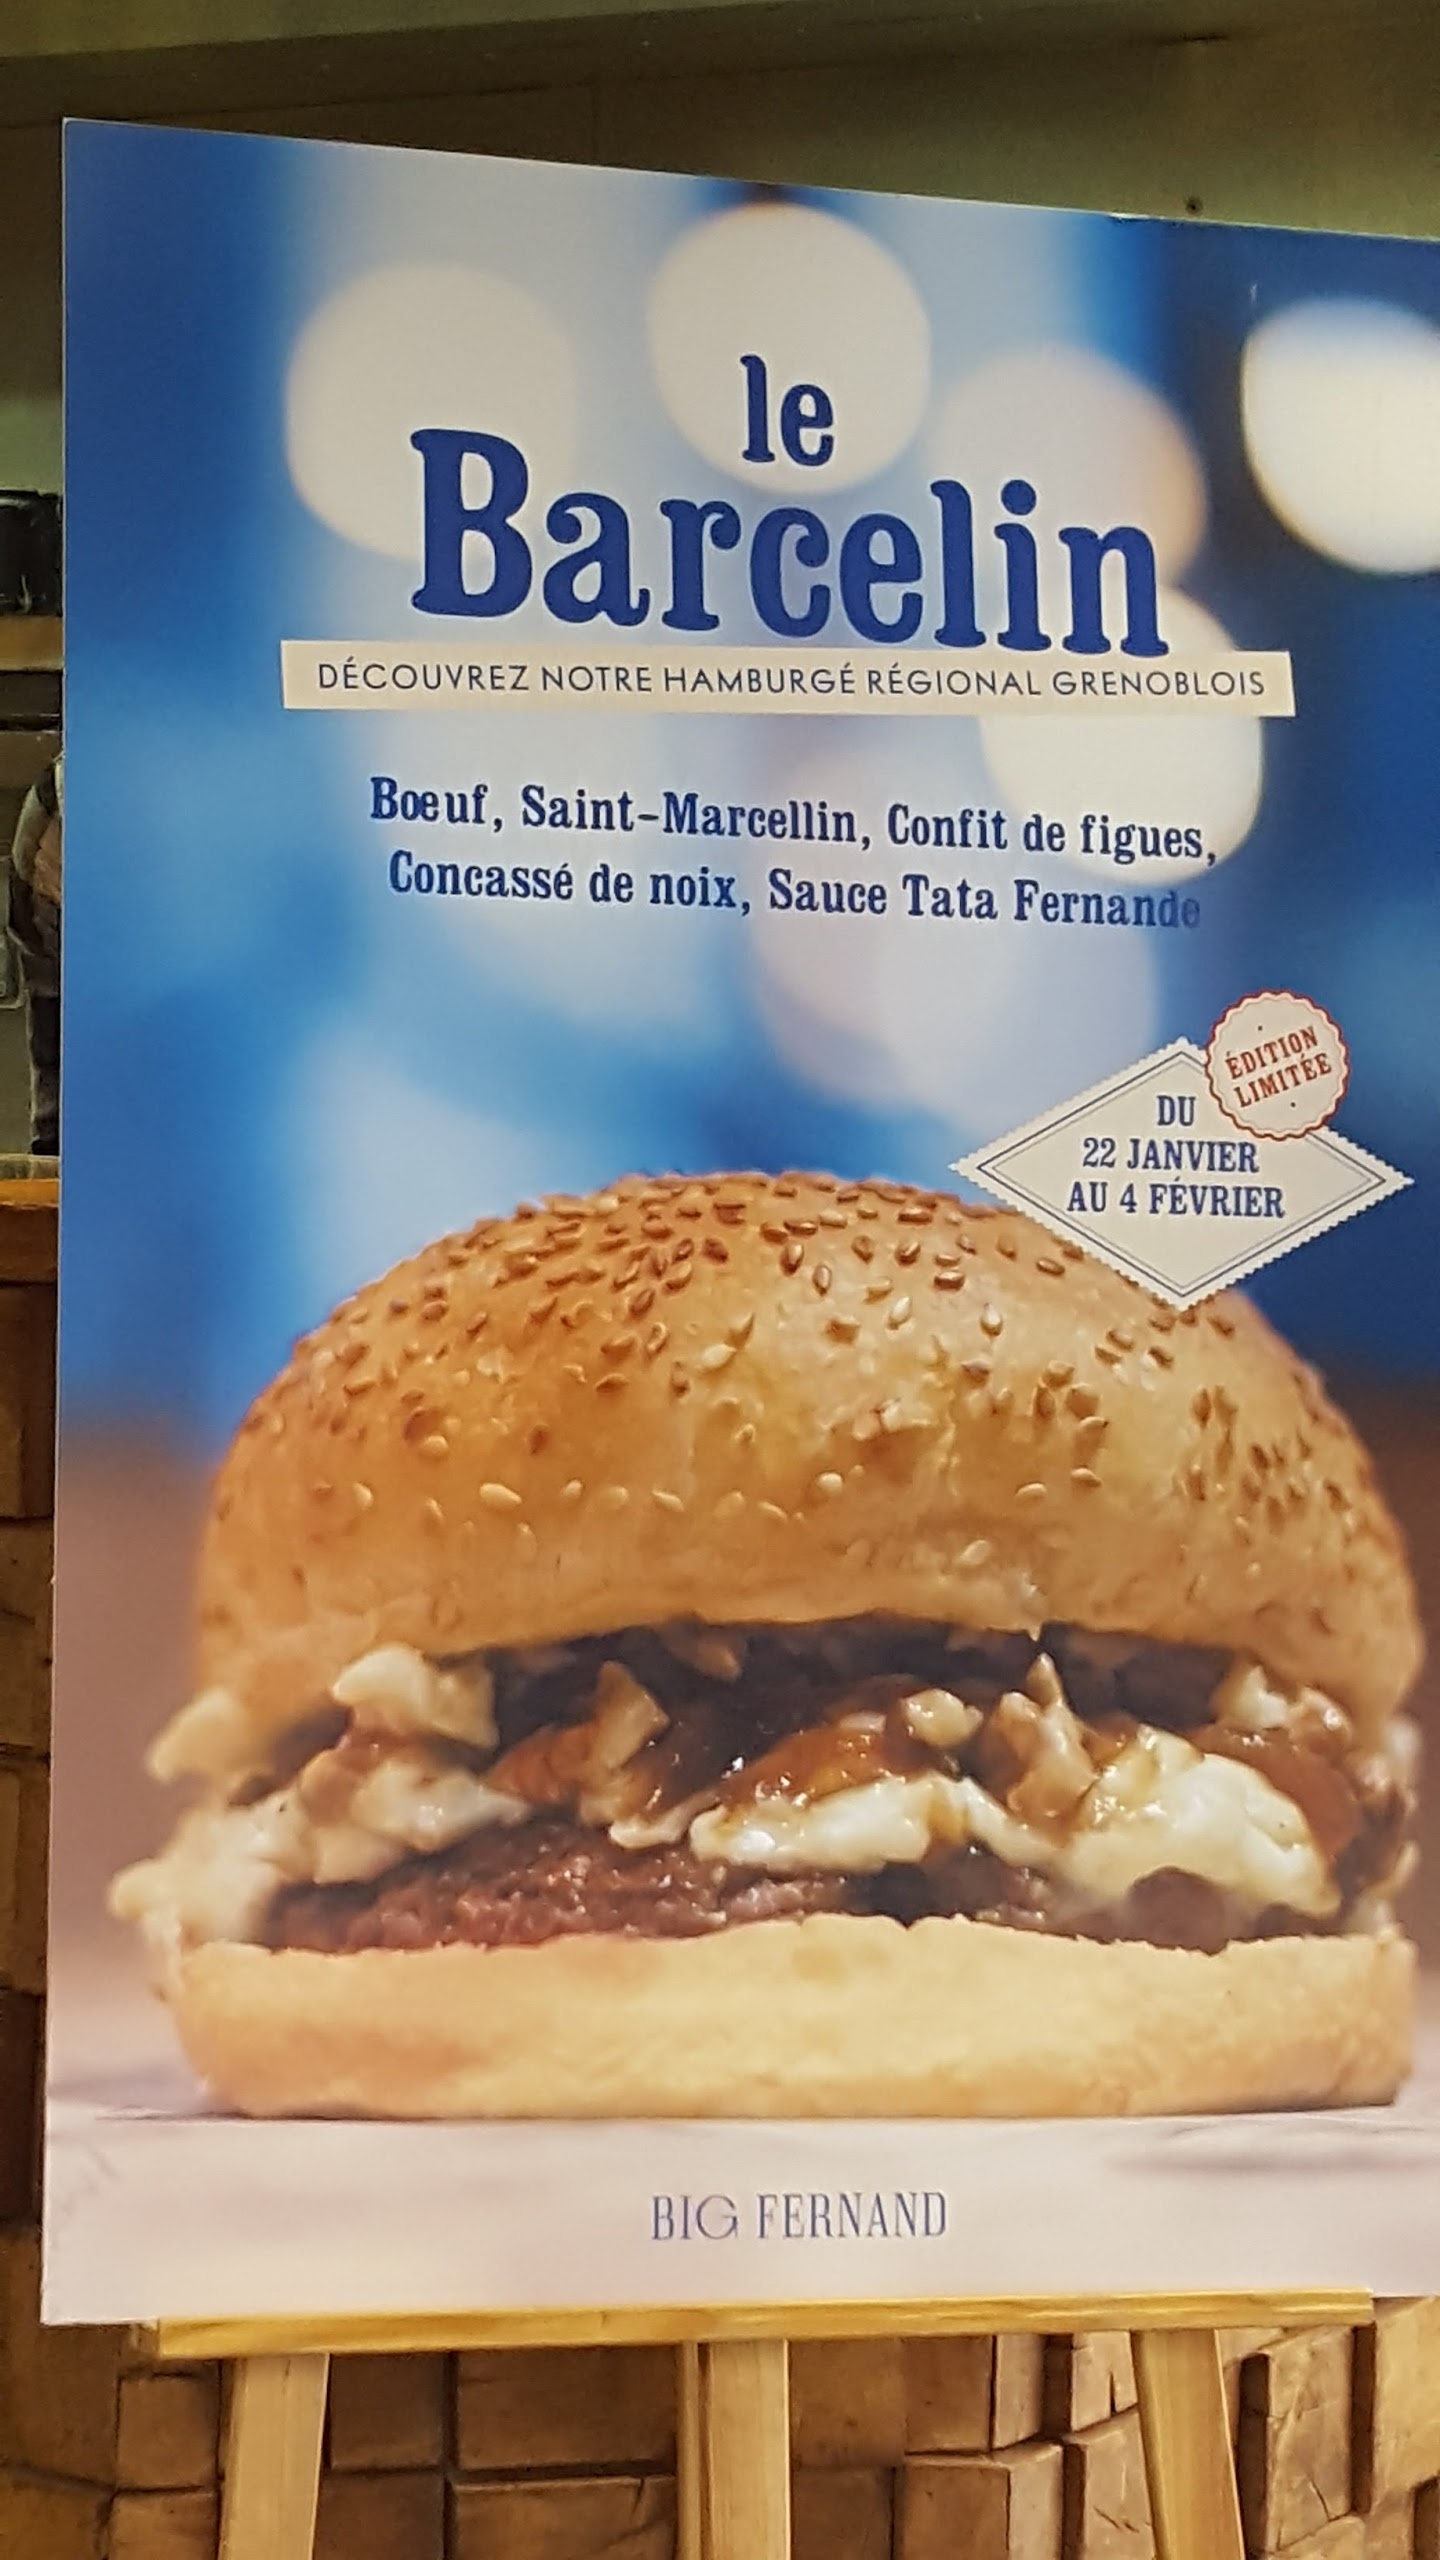 le
Barcelin
DÉCOUVREZ NOTRE HAMBURGÉ RÉGIONAL GRENOBLOIS
Bœuf, Saint-Marcellin, Confit de figues,
Concassé de noix, Sauce Tata Fernande
ÉDITION
LIMITÉE
DU
22 JANVIER
AU 4 FÉVRIER
BIG FERNAND